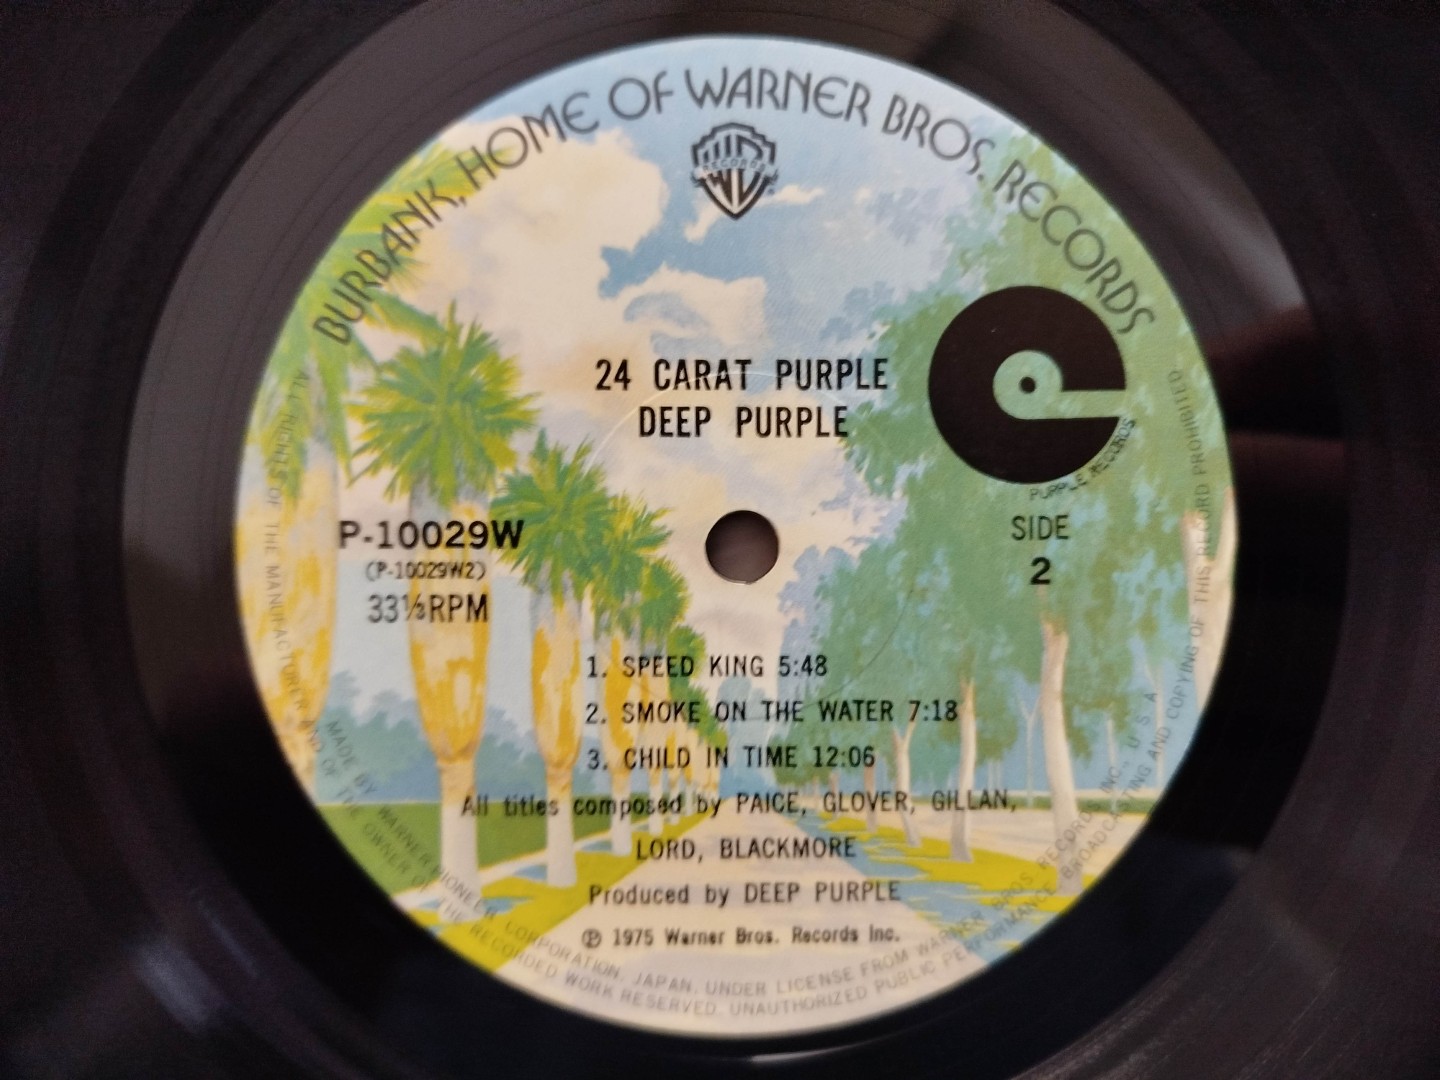 BURBANK, HOME OF WARNER BROS. RECORDS
RECORDS
24 CARAT PURPLE
DEEP PURPLE
PURPLE RECORDS
P-10029W
(P-10029W2)
33⅓RPM
SIDE
2
1. SPEED KING 5:48
2. SMOKE ON THE WATER 7:18
3. CHILD IN TIME 12:06
All titles composed by PAICE, GLOVER, GILLAN,
LORD, BLACKMORE
Produced by DEEP PURPLE
Ⓟ 1975 Warner Bros. Records Inc.
MADE BY WARNER-PIONEER CORPORATION, JAPAN. UNDER LICENSE FROM WARNER BROS. RECORDS INC., U S A
ALL RIGHTS OF THE MANUFACTURER AND OF THE OWNER OF THE RECORDED WORK RESERVED. UNAUTHORIZED PUBLIC PERFORMANCE BROADCASTING AND COPYING OF THIS RECORD PROHIBITED